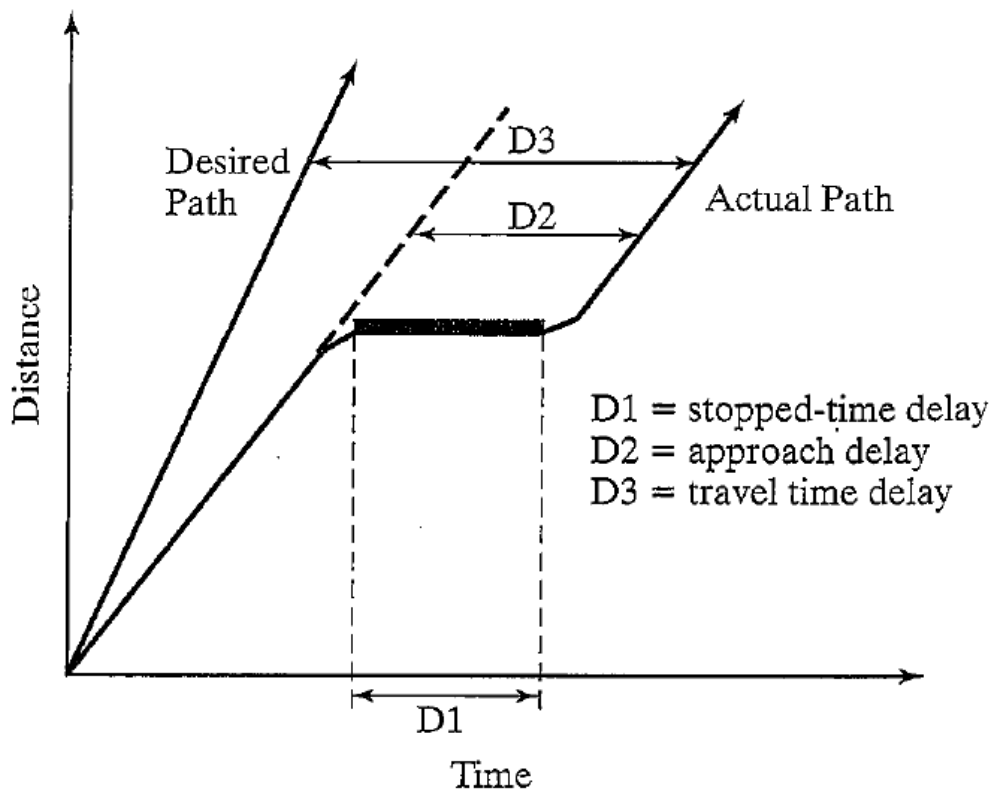 D3
Desired
Path
D2
Actual Path
Distance
D1 = stopped-time delay
D2 = approach delay
D3 = travel time delay
D1
Time